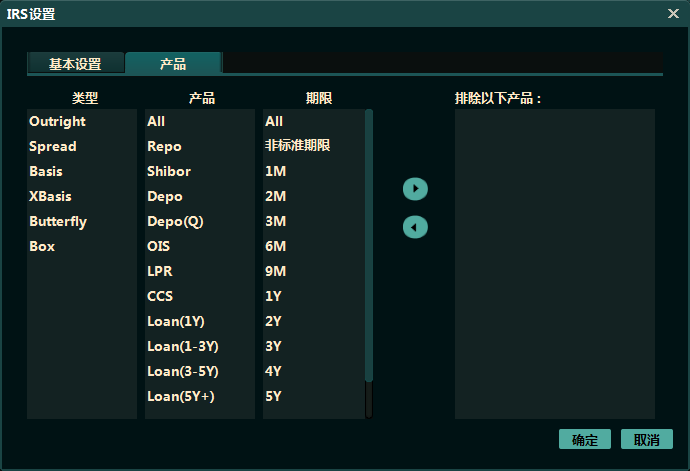 IRS设置
基本设置 产品
类型 产品 期限 排除以下产品：
Outright All All
Spread Repo 非标准期限
Basis Shibor 1M
XBasis Depo 2M
Butterfly Depo(Q) 3M
Box OIS 6M
LPR 9M
CCS 1Y
Loan(1Y) 2Y
Loan(1-3Y) 3Y
Loan(3-5Y) 4Y
Loan(5Y+) 5Y
确定 取消